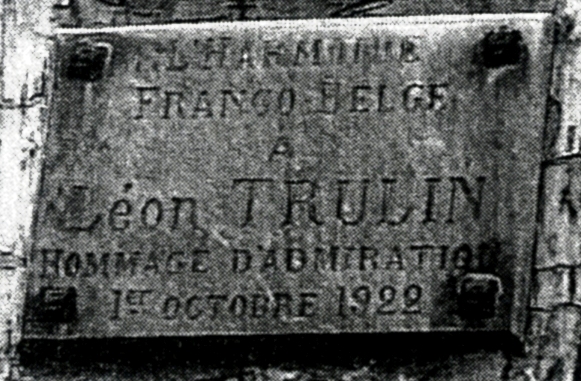 L'HARMONIE
FRANCO-BELGE
A
Léon TRULIN
HOMMAGE D'ADMIRATION
1ER OCTOBRE 1922